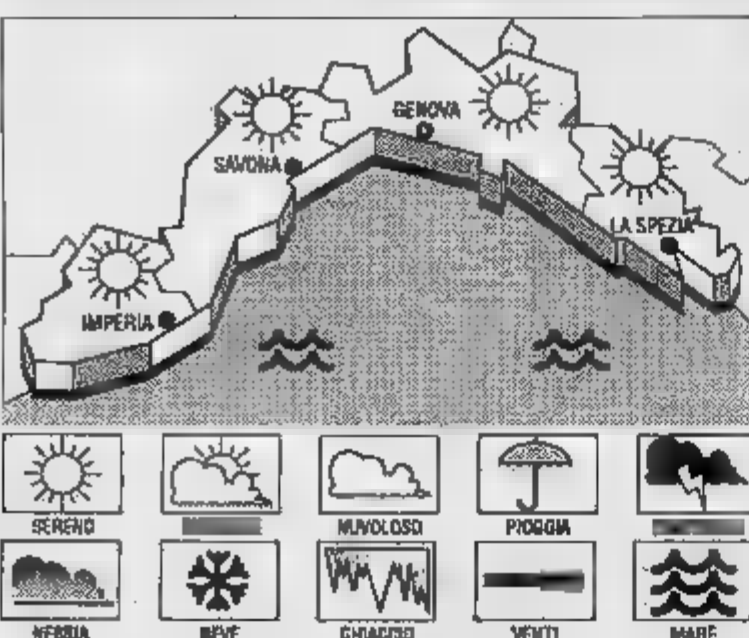 GENOVA
SAVONA
LA SPEZIA
IMPERIA
SERENO
NUVOLOSO
PIOGGIA
NEBBIA
NEVE
GHIACCIO
VENTI
MARE